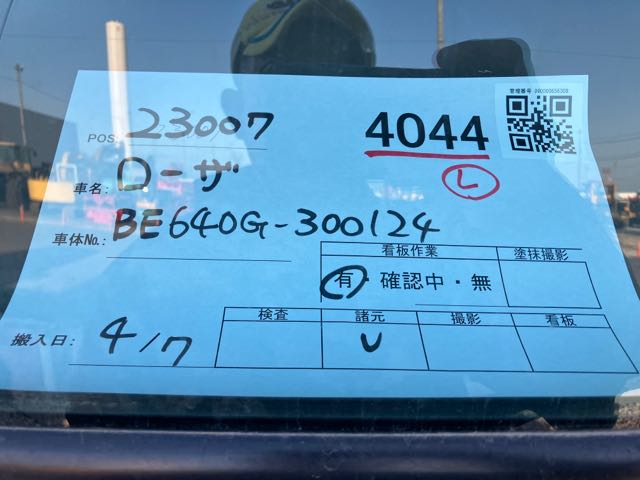 管理番号 000000656308
POS: 23007
4044
L
車名: ローザ
車体No.: BE640G-300124
看板作業
塗抹撮影
有・確認中・無
検査 諸元 撮影 看板
搬入日: 4/7